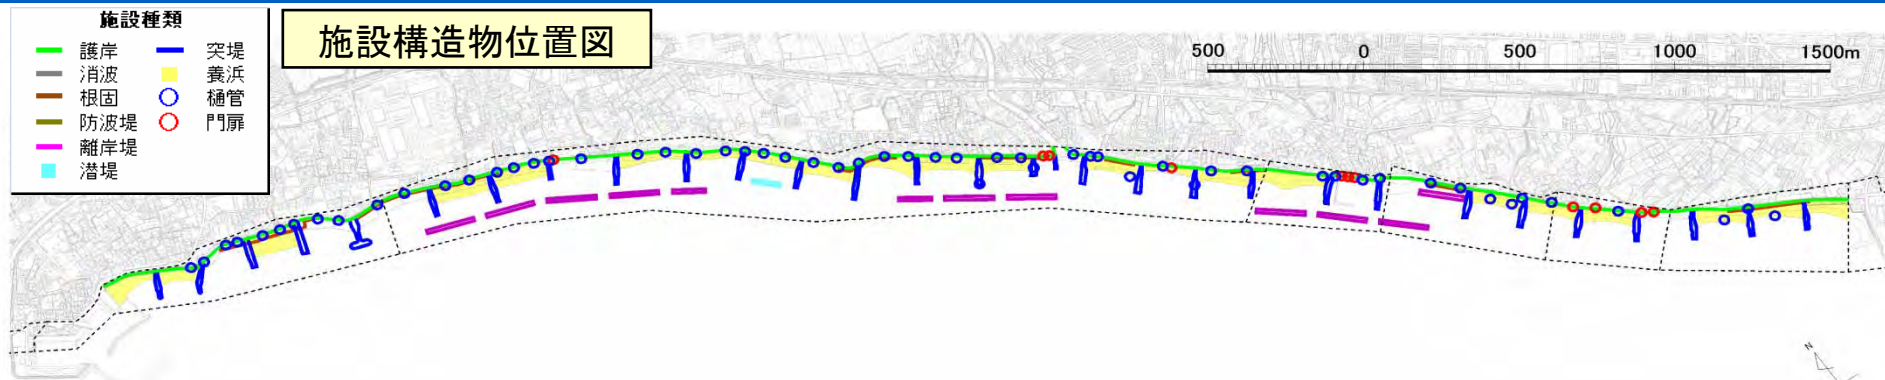 施設種類
護岸
突堤
消波
養浜
根固
樋管
防波堤
門扉
離岸堤
潜堤
施設構造物位置図
500 0 500 1000 1500m
N